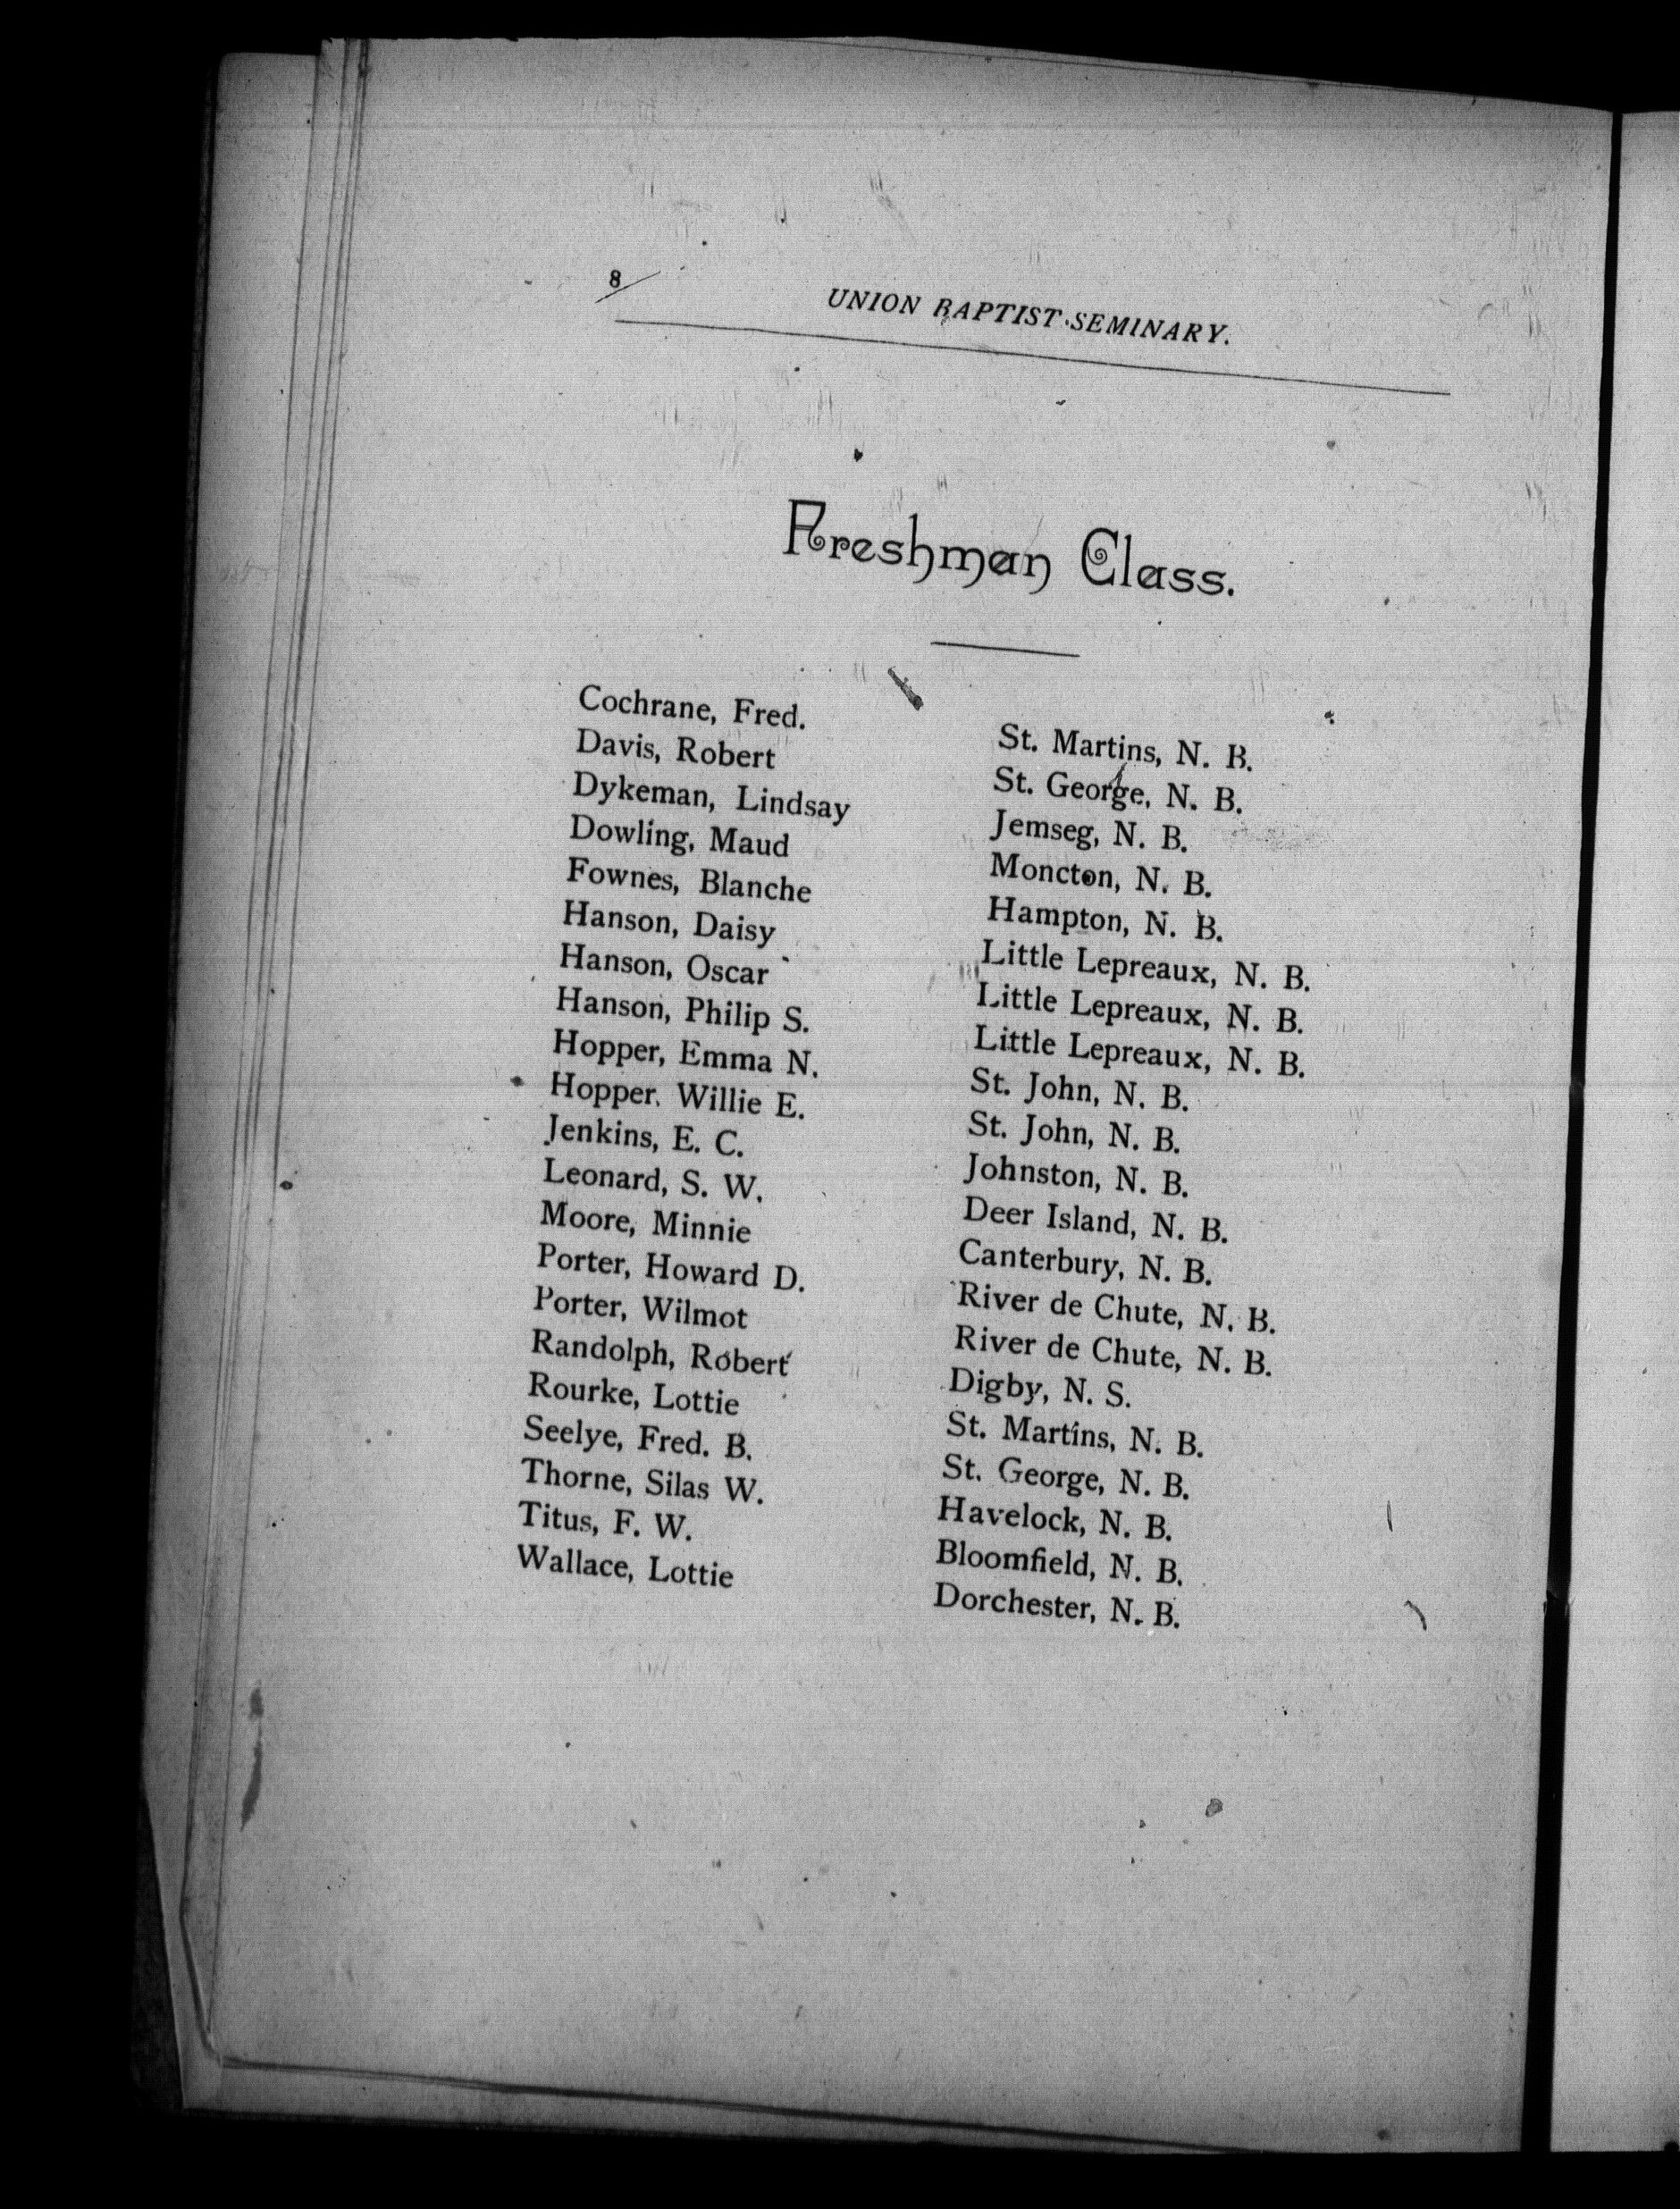 8 UNION BAPTIST SEMINARY.
Freshman Class.
Cochrane, Fred. St. Martins, N. B.
Davis, Robert St. George, N. B.
Dykeman, Lindsay Jemseg, N. B.
Dowling, Maud Moncton, N. B.
Fownes, Blanche Hampton, N. B.
Hanson, Daisy Little Lepreaux, N. B.
Hanson, Oscar Little Lepreaux, N. B.
Hanson, Philip S. Little Lepreaux, N. B.
Hopper, Emma N. St. John, N. B.
Hopper. Willie E. St. John, N. B.
Jenkins, E. C. Johnston, N. B.
Leonard, S. W. Deer Island, N. B.
Moore, Minnie Canterbury, N. B.
Porter, Howard D. River de Chute, N. B.
Porter, Wilmot River de Chute, N. B.
Randolph, Robert Digby, N. S.
Rourke, Lottie St. Martins, N. B.
Seelye, Fred. B. St. George, N. B.
Thorne, Silas W. Havelock, N. B.
Titus, F. W. Bloomfield, N. B.
Wallace, Lottie Dorchester, N. B.